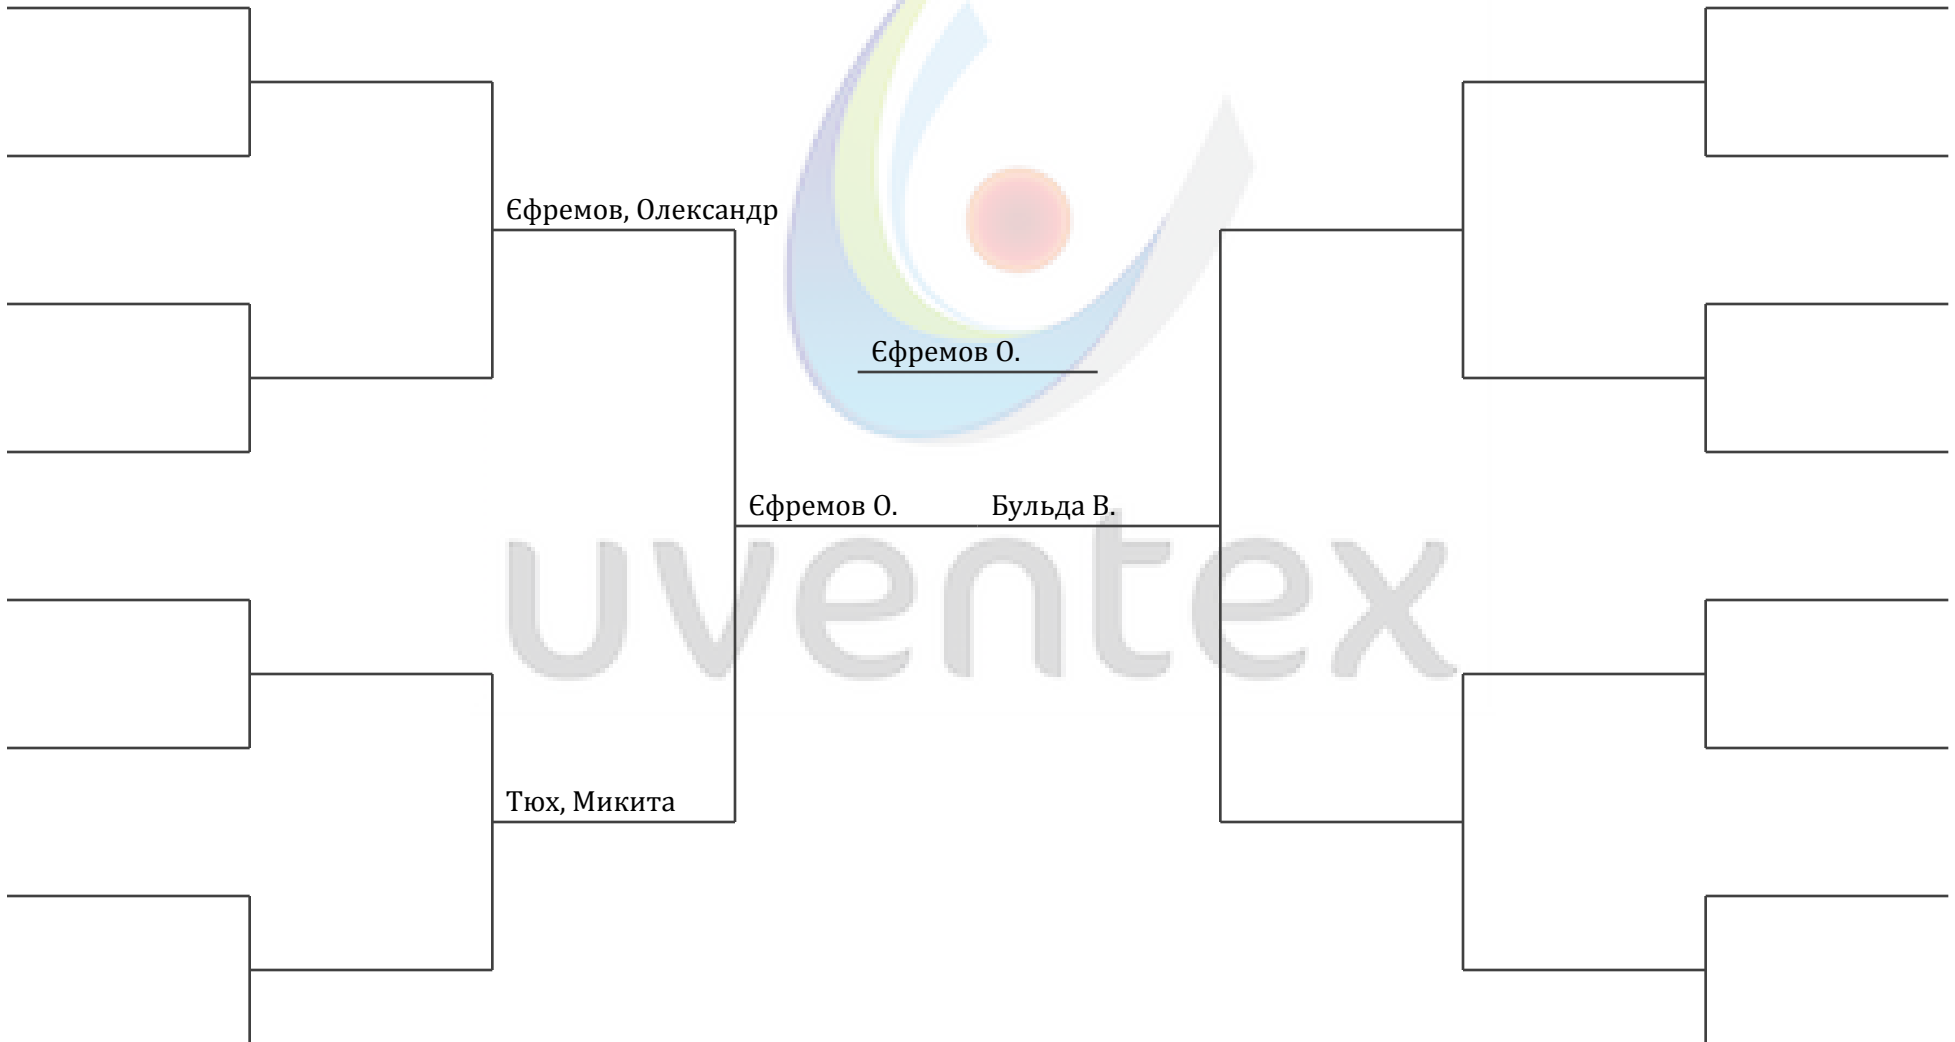 Єфремов, Олександр
Єфремов О.
Єфремов О.
Бульда В.
uventex
Тюх, Микита